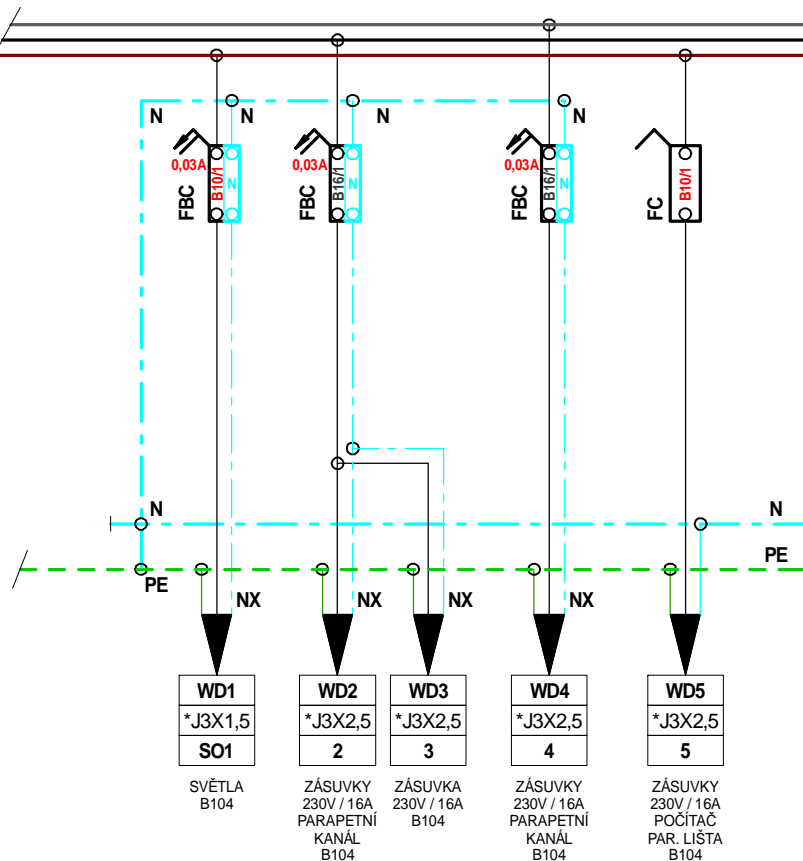 N N N N
0,03A FBC B10/1 N
0,03A FBC B16/1 N
0,03A FBC B16/1 N
FC B10/1
N N
PE PE
NX NX NX NX
WD1
*J3X1,5
SO1
SVĚTLA
B104
WD2
*J3X2,5
2
ZÁSUVKY
230V / 16A
PARAPETNÍ
KANÁL
B104
WD3
*J3X2,5
3
ZÁSUVKA
230V / 16A
B104
WD4
*J3X2,5
4
ZÁSUVKY
230V / 16A
PARAPETNÍ
KANÁL
B104
WD5
*J3X2,5
5
ZÁSUVKY
230V / 16A
POČÍTAČ
PAR. LIŠTA
B104